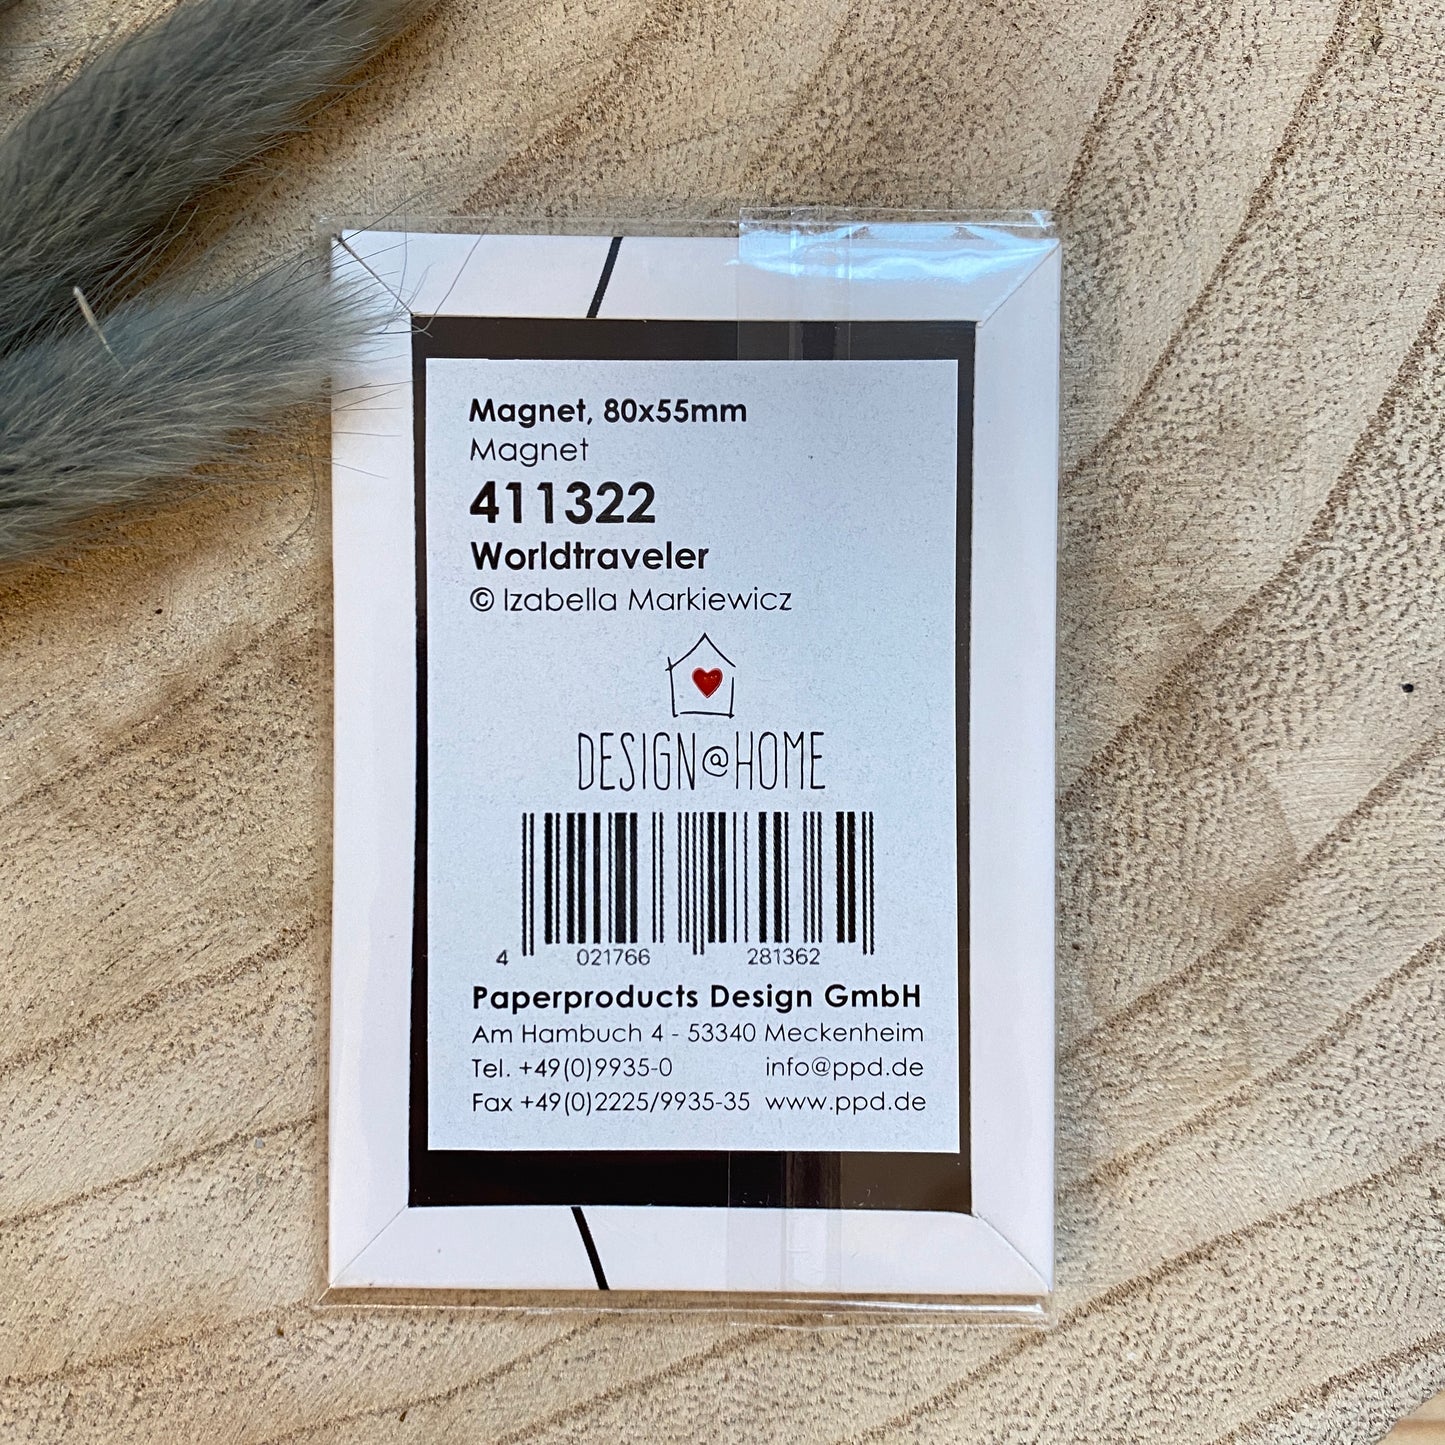 Magnet, 80x55mm
Magnet
411322
Worldtraveler
© Izabella Markiewicz
DESIGN@HOME
4 021766 281362
Paperproducts Design GmbH
Am Hambuch 4 - 53340 Meckenheim
Tel. +49(0)9935-0 info@ppd.de
Fax +49(0)2225/9935-35 www.ppd.de